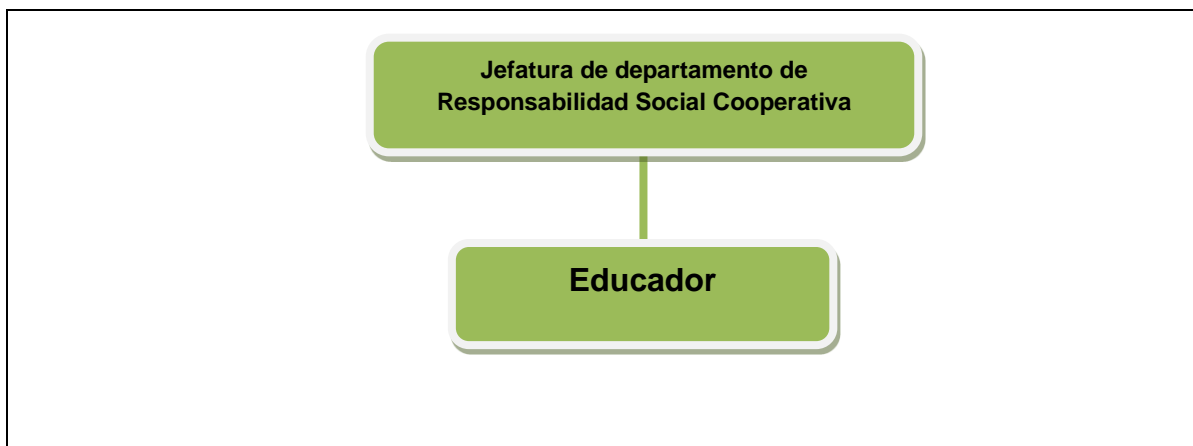 Jefatura de departamento de
Responsabilidad Social Cooperativa
Educador